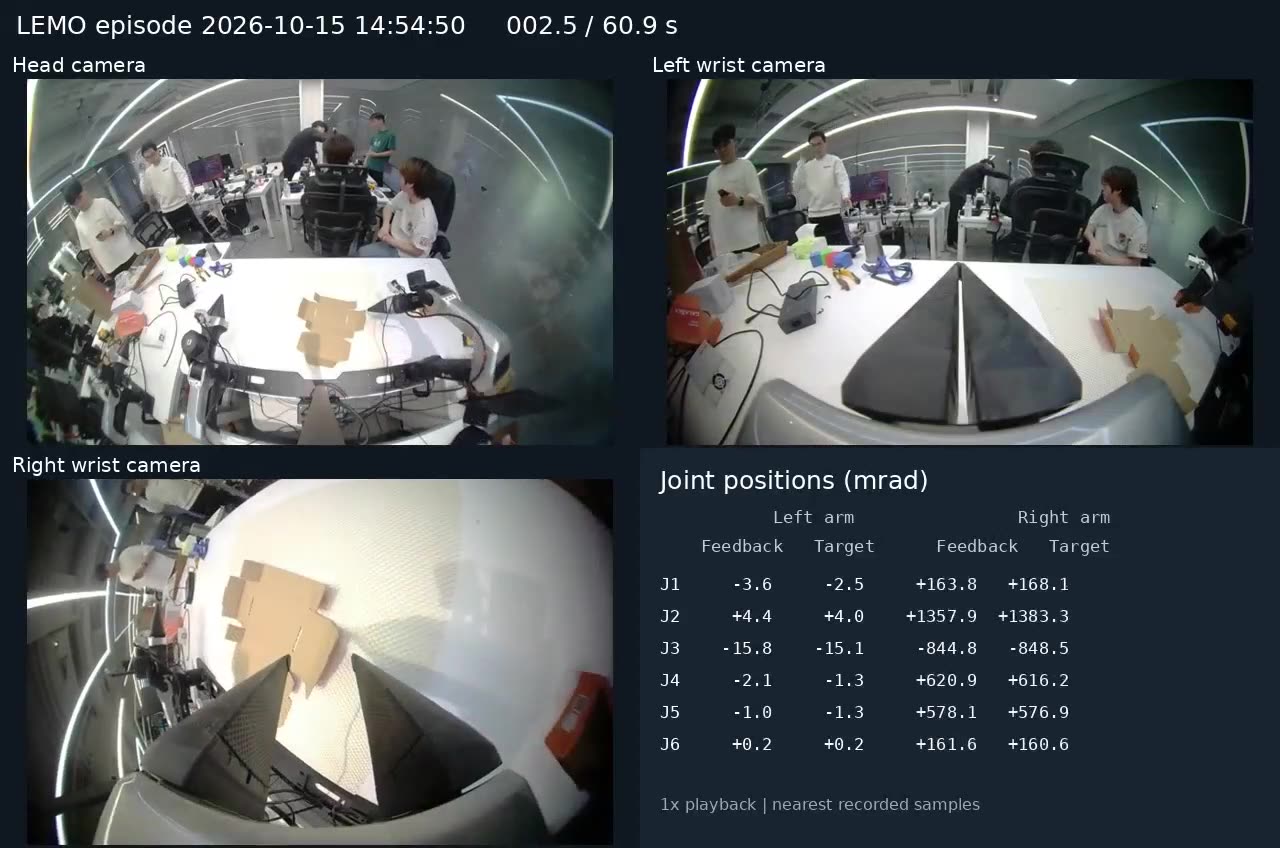 LEMO episode 2026-10-15 14:54:50 002.5 / 60.9 s
Head camera
Left wrist camera
Right wrist camera
Joint positions (mrad)
Left arm Right arm
Feedback Target Feedback Target
J1 -3.6 -2.5 +163.8 +168.1
J2 +4.4 +4.0 +1357.9 +1383.3
J3 -15.8 -15.1 -844.8 -848.5
J4 -2.1 -1.3 +620.9 +616.2
J5 -1.0 -1.3 +578.1 +576.9
J6 +0.2 +0.2 +161.6 +160.6
1x playback | nearest recorded samples